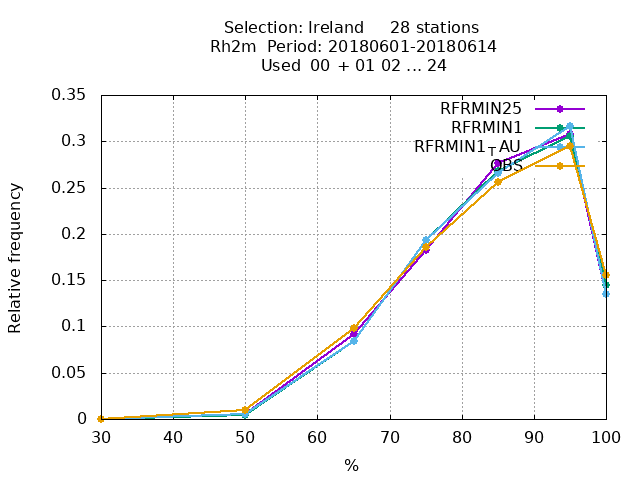 Selection: Ireland 28 stations
Rh2m Period: 20180601-20180614
Used 00 + 01 02 ... 24
RFRMIN25
RFRMIN1
RFRMIN1TAU
OBS
Relative frequency
0.35
0.3
0.25
0.2
0.15
0.1
0.05
0
30 40 50 60 70 80 90 100
%